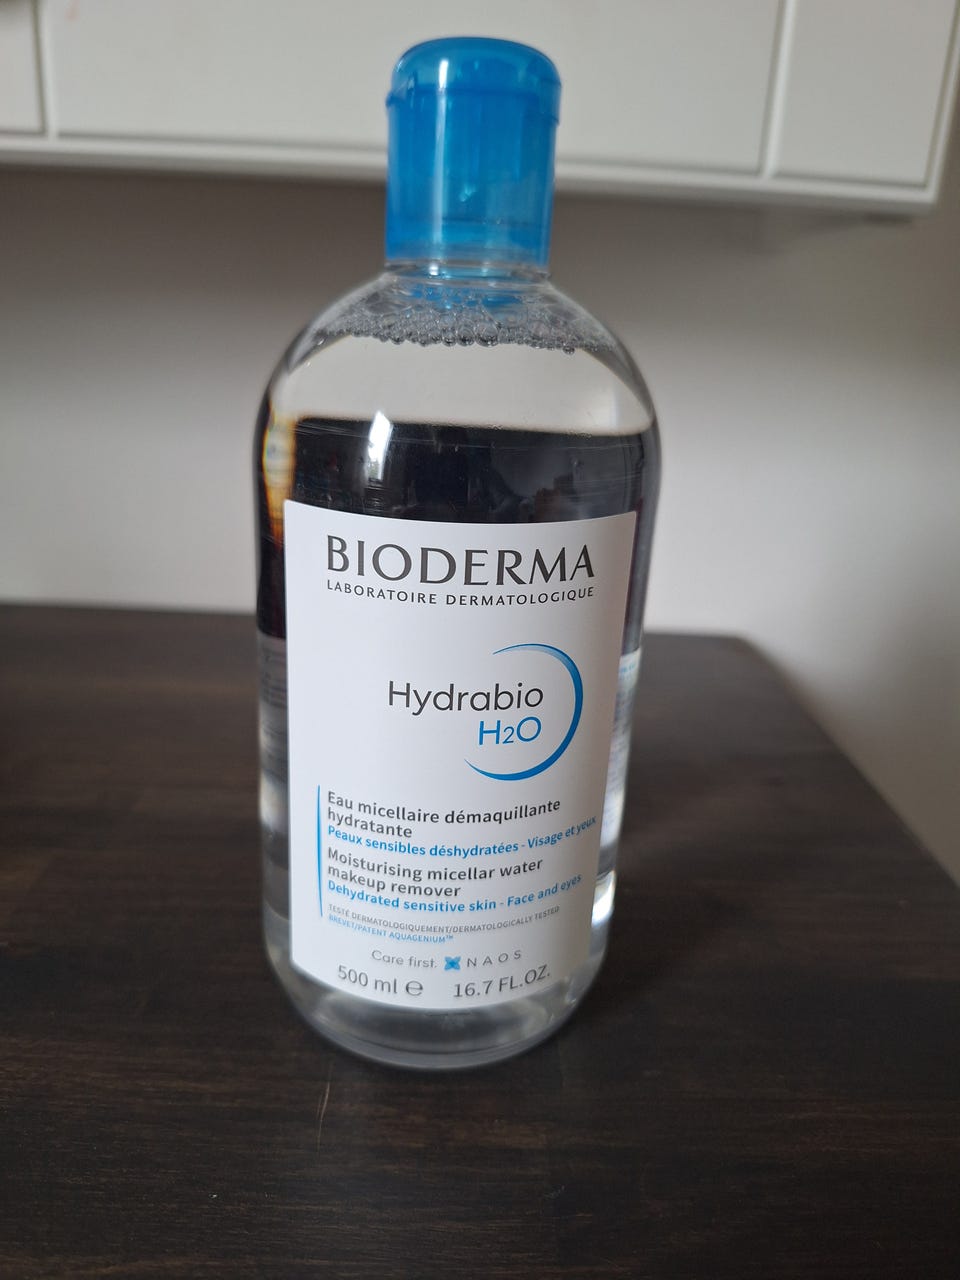 BIODERMA
LABORATOIRE DERMATOLOGIQUE
Hydrabio
H2O
Eau micellaire démaquillante
hydratante
Peaux sensibles déshydratées - Visage et yeux
Moisturising micellar water
makeup remover
Dehydrated sensitive skin - Face and eyes
TESTÉ DERMATOLOGIQUEMENT/DERMATOLOGICALLY TESTED
BREVET/PATENT AQUAGENIUM™
Care first. NAOS
500 ml ℮ 16.7 FL.OZ.